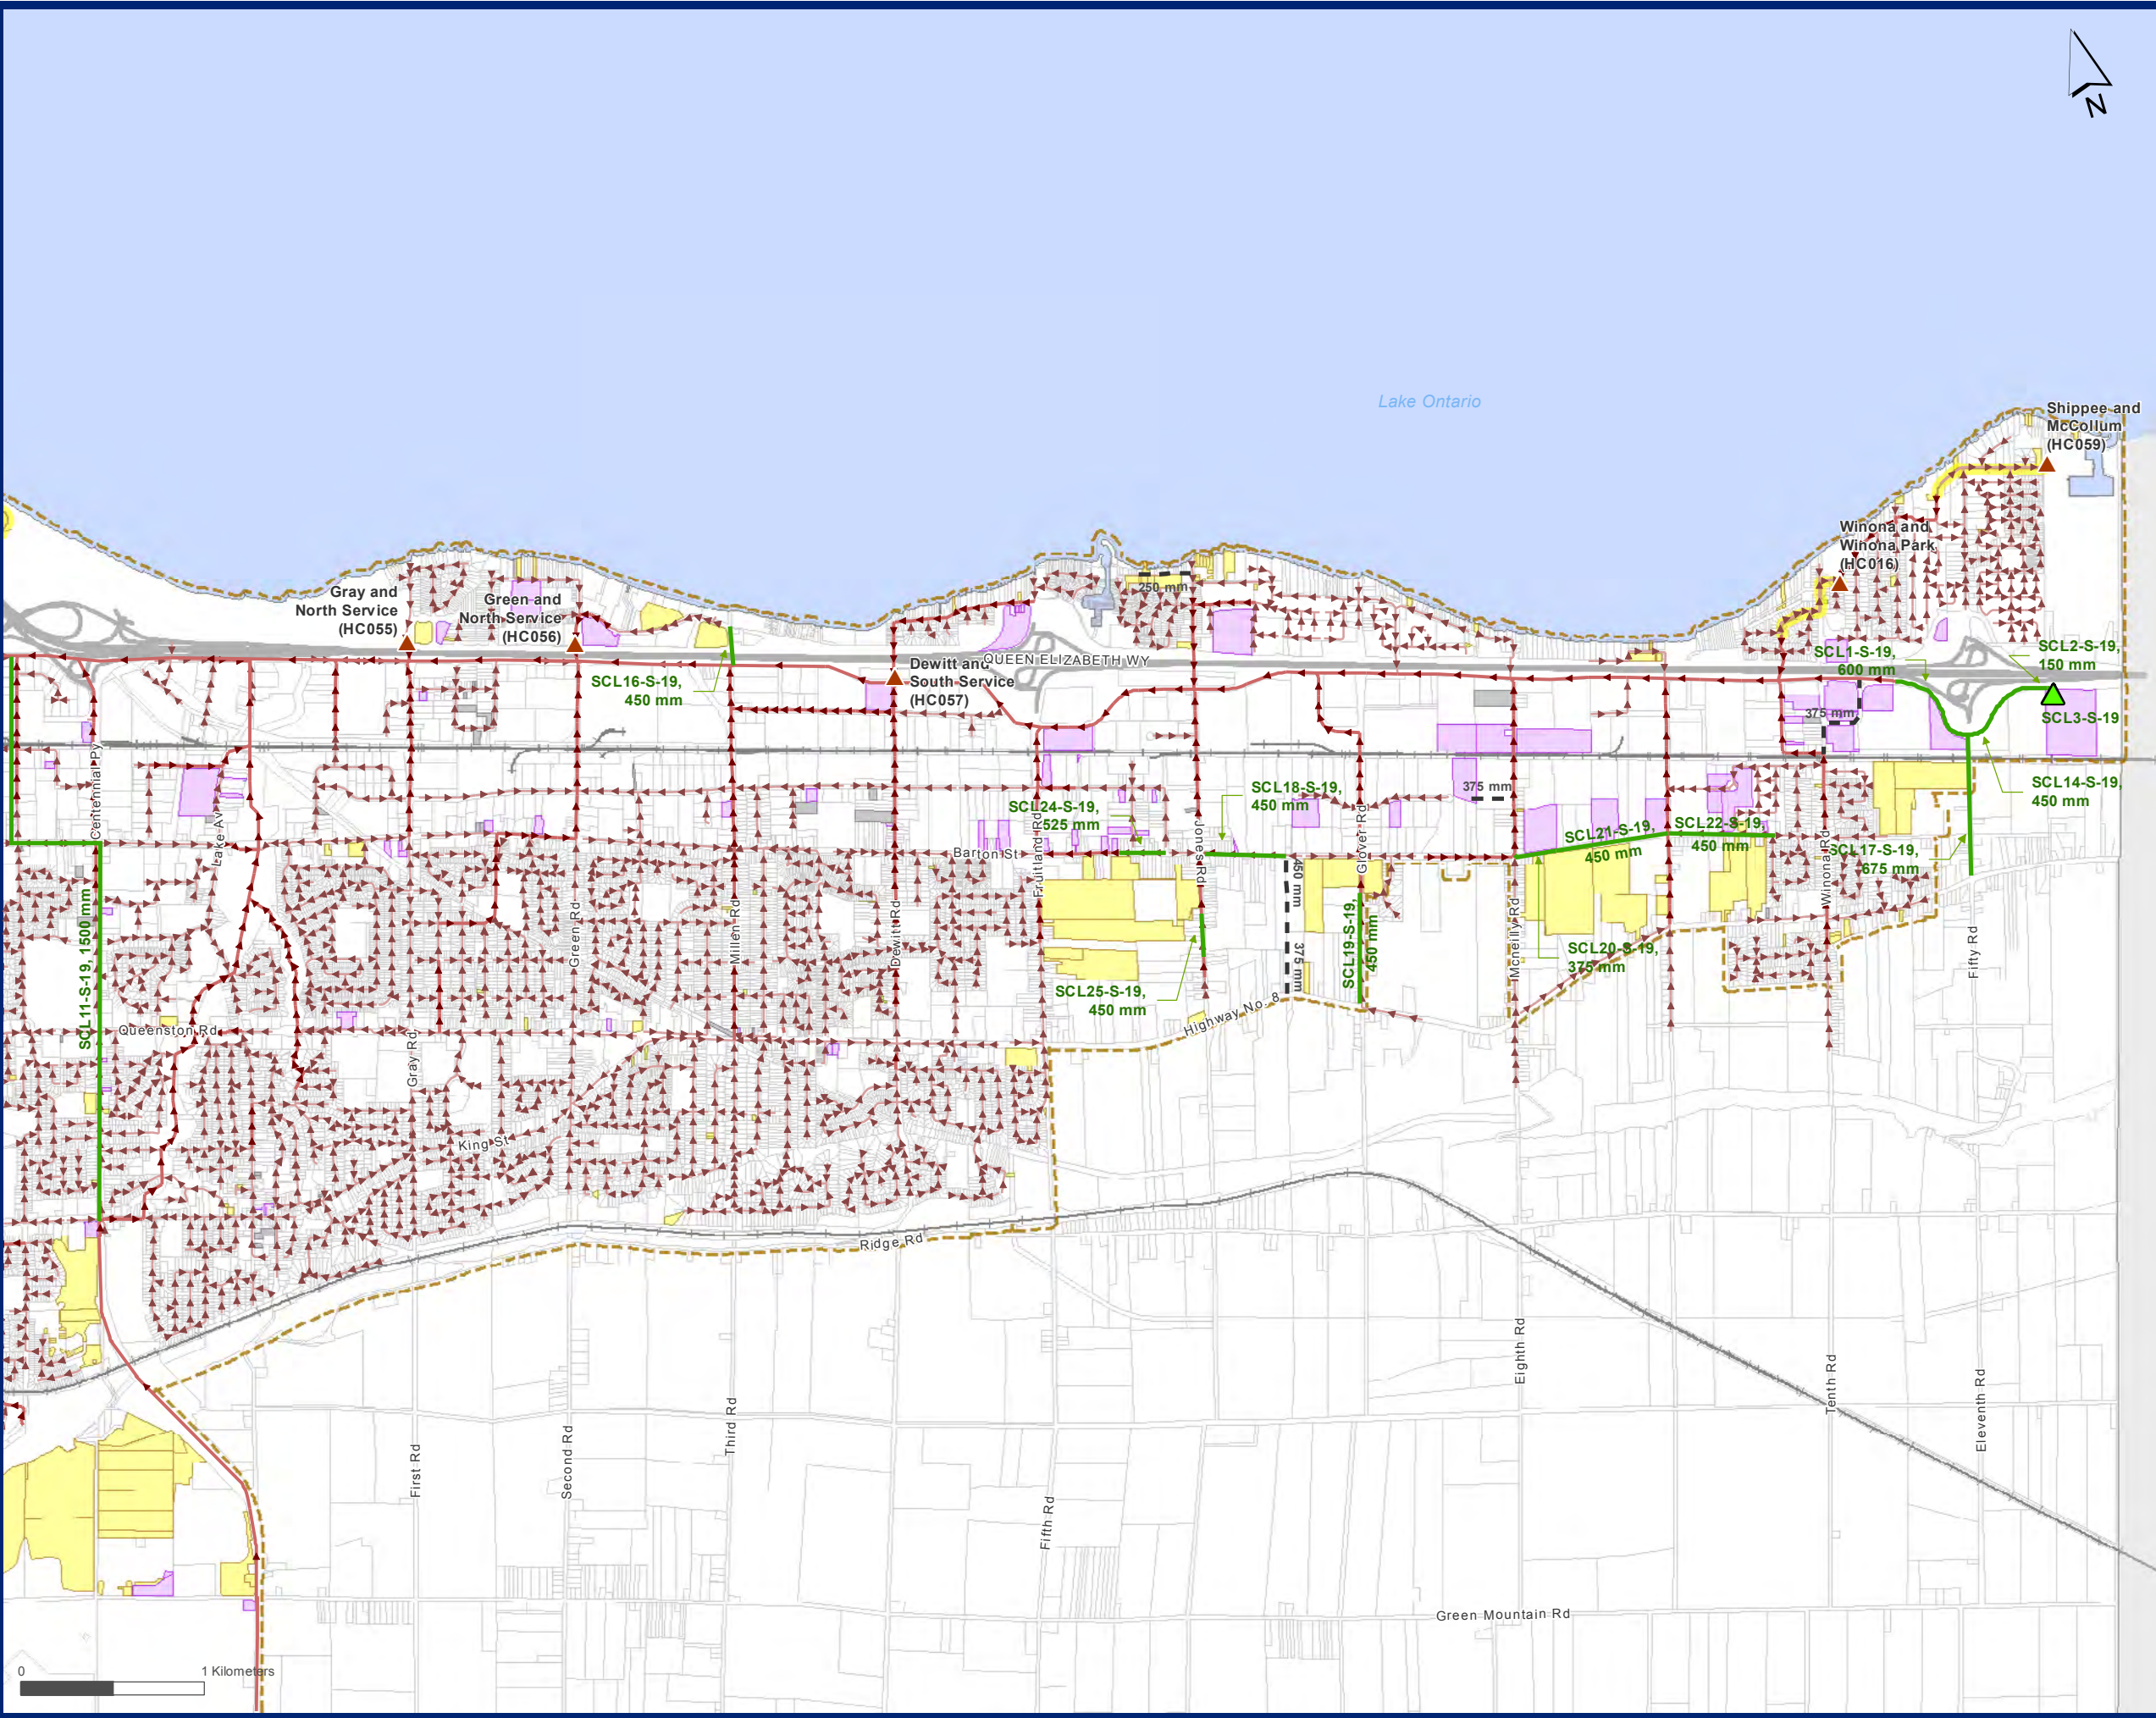 N
Lake Ontario
Shippee and
McCollum
(HC059)
Winona and
Winona Park
(HC016)
Gray and
North Service
(HC055)
Green and
North Service
(HC056)
250 mm
SCL16-S-19,
450 mm
Dewitt and
South Service
(HC057)
QUEEN ELIZABETH WY
SCL1-S-19,
600 mm
SCL2-S-19,
150 mm
SCL3-S-19
375 mm
SCL14-S-19,
450 mm
SCL17-S-19,
675 mm
SCL24-S-19,
525 mm
SCL18-S-19,
450 mm
375 mm
SCL21-S-19,
450 mm
SCL22-S-19,
450 mm
SCL20-S-19,
375 mm
SCL19-S-19,
450 mm
SCL25-S-19,
450 mm
450 mm
375 mm
SCL11-S-19, 1500 mm
Centennial Py
Lake Av
Barton St
Fruitland Rd
Jones Rd
Glover Rd
Mcneilly Rd
Winona Rd
Fifty Rd
Green Rd
Millen Rd
Dewitt Rd
Highway No. 8
Queenston Rd
Gray Rd
King St
Ridge Rd
First Rd
Second Rd
Third Rd
Fifth Rd
Eighth Rd
Tenth Rd
Eleventh Rd
Green Mountain Rd
0
1 Kilometers